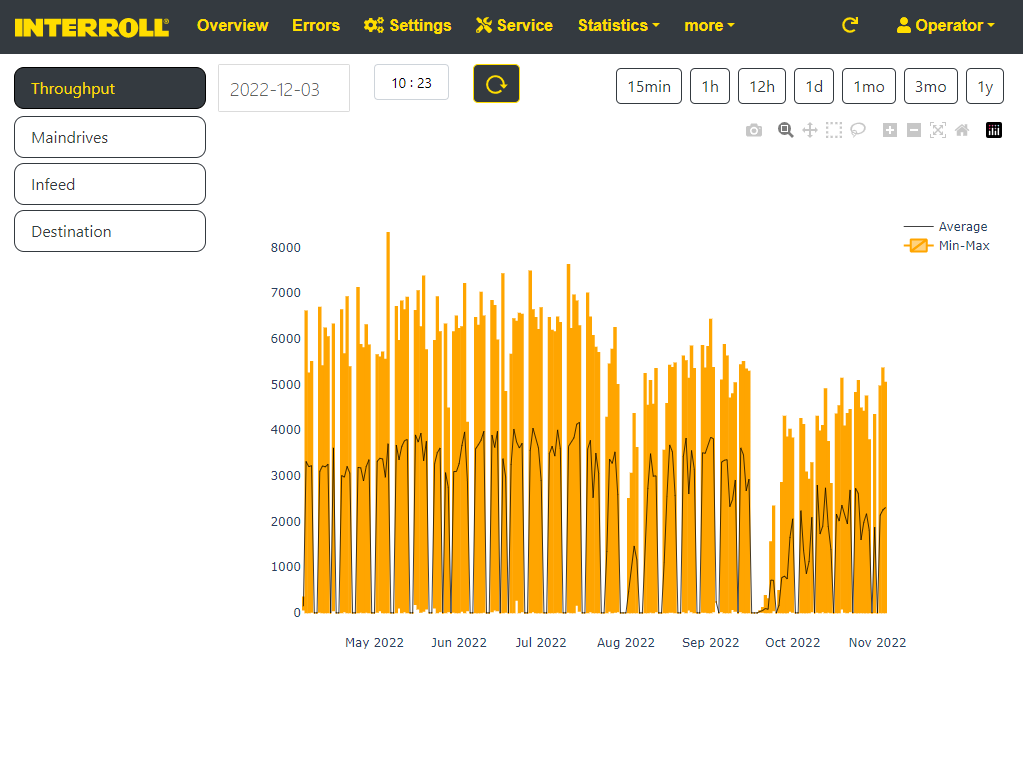 INTERROLL Overview Errors Settings Service Statistics more Operator
Throughput 2022-12-03 10 : 23 15min 1h 12h 1d 1mo 3mo 1y
Maindrives
Infeed
Destination
Average
Min-Max
8000
7000
6000
5000
4000
3000
2000
1000
0
May 2022 Jun 2022 Jul 2022 Aug 2022 Sep 2022 Oct 2022 Nov 2022